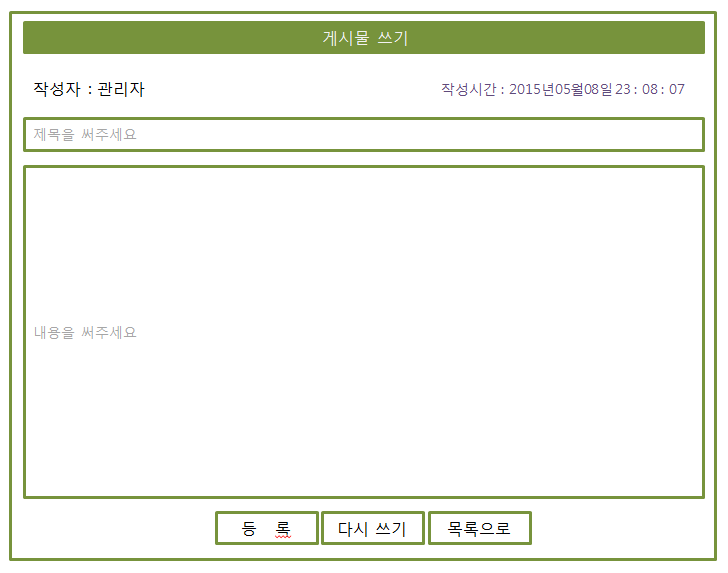 게시물 쓰기
작성자 : 관리자
작성시간 : 2015년05월08일 23 : 08 : 07
제목을 써주세요
내용을 써주세요
등 록
다시 쓰기
목록으로